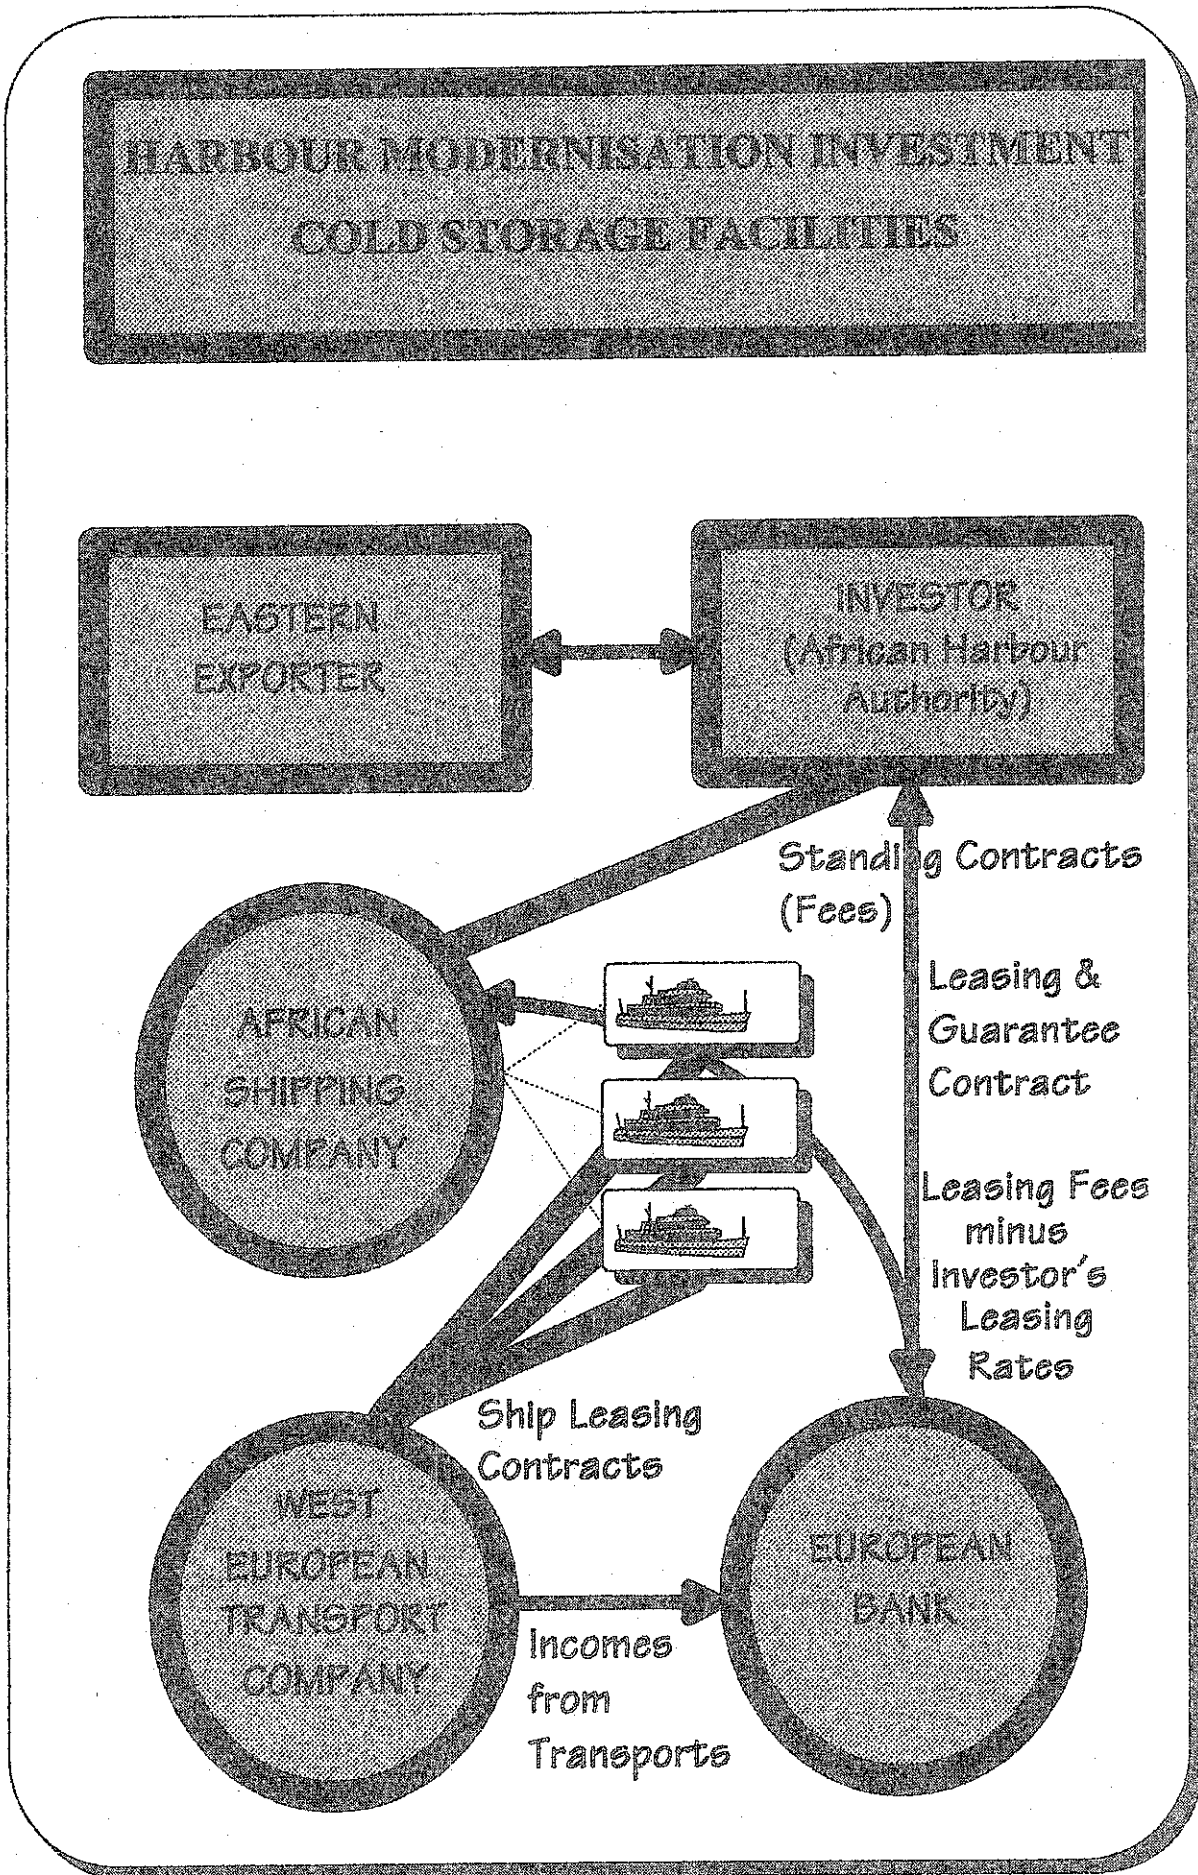 HARBOUR MODERNISATION INVESTMENT
COLD STORAGE FACILITIES
EASTERN
EXPORTER
INVESTOR
(African Harbour
Authority)
Standing Contracts
(Fees)
AFRICAN
SHIPPING
COMPANY
Leasing &
Guarantee
Contract
Leasing Fees
minus
Investor's
Leasing
Rates
Ship Leasing
Contracts
WEST
EUROPEAN
TRANSPORT
COMPANY
Incomes
from
Transports
EUROPEAN
BANK